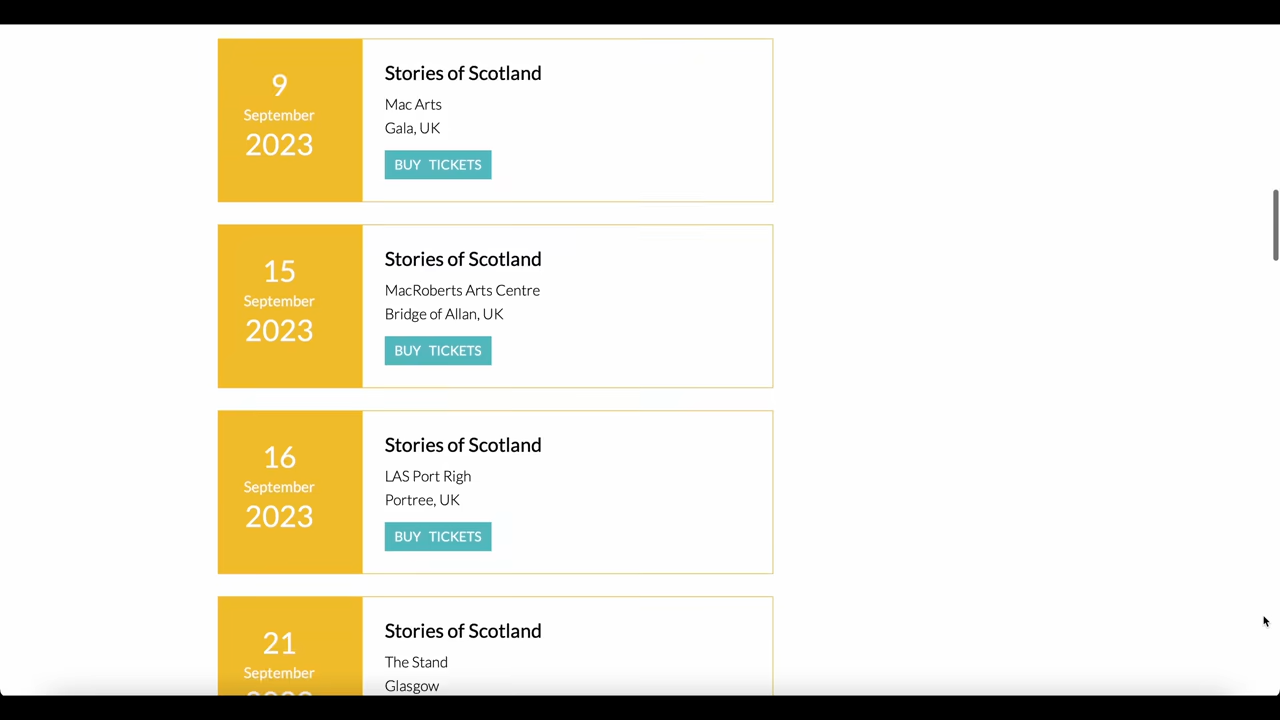 9
September
2023
Stories of Scotland
Mac Arts
Gala, UK
BUY TICKETS
15
September
2023
Stories of Scotland
MacRoberts Arts Centre
Bridge of Allan, UK
BUY TICKETS
16
September
2023
Stories of Scotland
LAS Port Righ
Portree, UK
BUY TICKETS
21
September
Stories of Scotland
The Stand
Glasgow